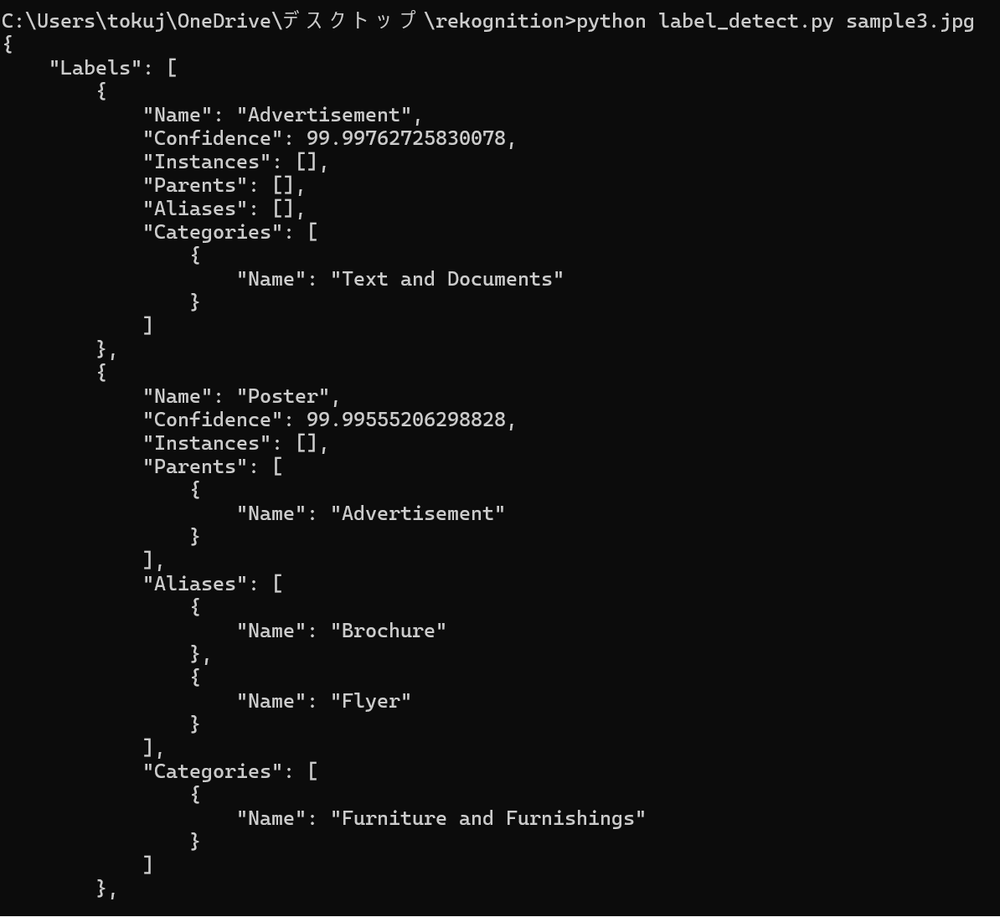 C:\Users\tokuj\OneDrive\デスクトップ\rekognition>python label_detect.py sample3.jpg
{
    "Labels": [
        {
            "Name": "Advertisement",
            "Confidence": 99.99762725830078,
            "Instances": [],
            "Parents": [],
            "Aliases": [],
            "Categories": [
                {
                    "Name": "Text and Documents"
                }
            ]
        },
        {
            "Name": "Poster",
            "Confidence": 99.99555206298828,
            "Instances": [],
            "Parents": [
                {
                    "Name": "Advertisement"
                }
            ],
            "Aliases": [
                {
                    "Name": "Brochure"
                },
                {
                    "Name": "Flyer"
                }
            ],
            "Categories": [
                {
                    "Name": "Furniture and Furnishings"
                }
            ]
        },